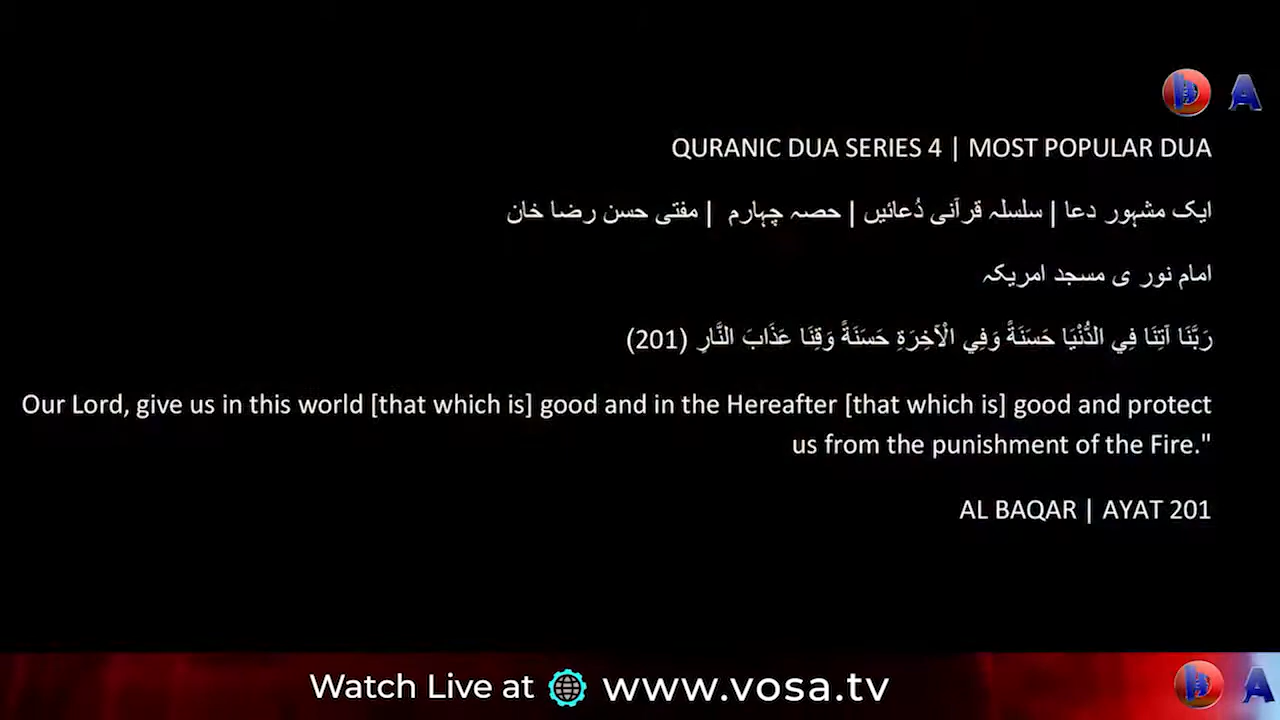 QURANIC DUA SERIES 4 | MOST POPULAR DUA
ایک مشہور دعا | سلسلہ قرآنی دُعائیں | حصہ چہارم | مفتی حسن رضا خان
امام نور ی مسجد امریکہ
رَبَّنَا آتِنَا فِي الدُّنْيَا حَسَنَةً وَفِي الْآخِرَةِ حَسَنَةً وَقِنَا عَذَابَ النَّارِ (201)
Our Lord, give us in this world [that which is] good and in the Hereafter [that which is] good and protect
us from the punishment of the Fire."
AL BAQAR | AYAT 201
Watch Live at www.vosa.tv